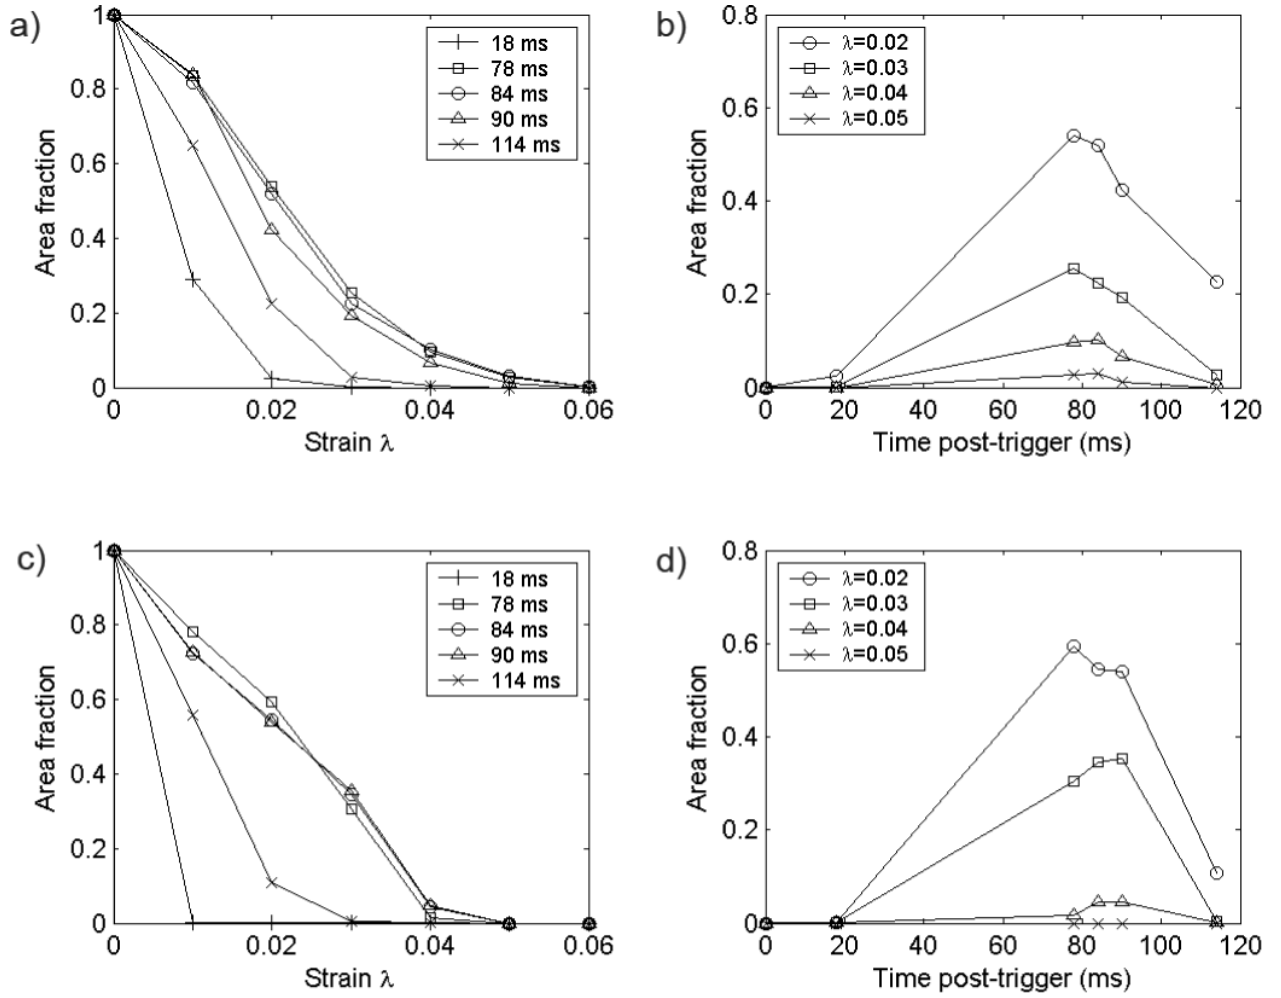 a)
1
0.8
0.6
0.4
0.2
0
Area fraction
18 ms
78 ms
84 ms
90 ms
114 ms
0 0.02 0.04 0.06
Strain λ
b)
0.8
0.6
0.4
0.2
0
Area fraction
λ=0.02
λ=0.03
λ=0.04
λ=0.05
0 20 40 60 80 100 120
Time post-trigger (ms)
c)
1
0.8
0.6
0.4
0.2
0
Area fraction
18 ms
78 ms
84 ms
90 ms
114 ms
0 0.02 0.04 0.06
Strain λ
d)
0.8
0.6
0.4
0.2
0
Area fraction
λ=0.02
λ=0.03
λ=0.04
λ=0.05
0 20 40 60 80 100 120
Time post-trigger (ms)